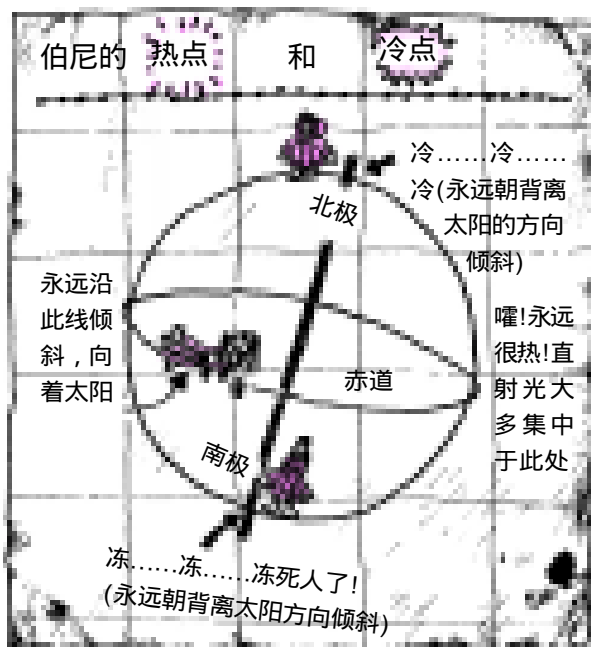 伯尼的 热点 和 冷点
冷……冷……
冷(永远朝背离
太阳的方向
倾斜)
北极
永远沿
此线倾
斜，向
着太阳
嚯!永远
很热!直
射光大
多集中
于此处
赤道
南极
冻……冻……冻死人了!
(永远朝背离太阳方向倾斜)